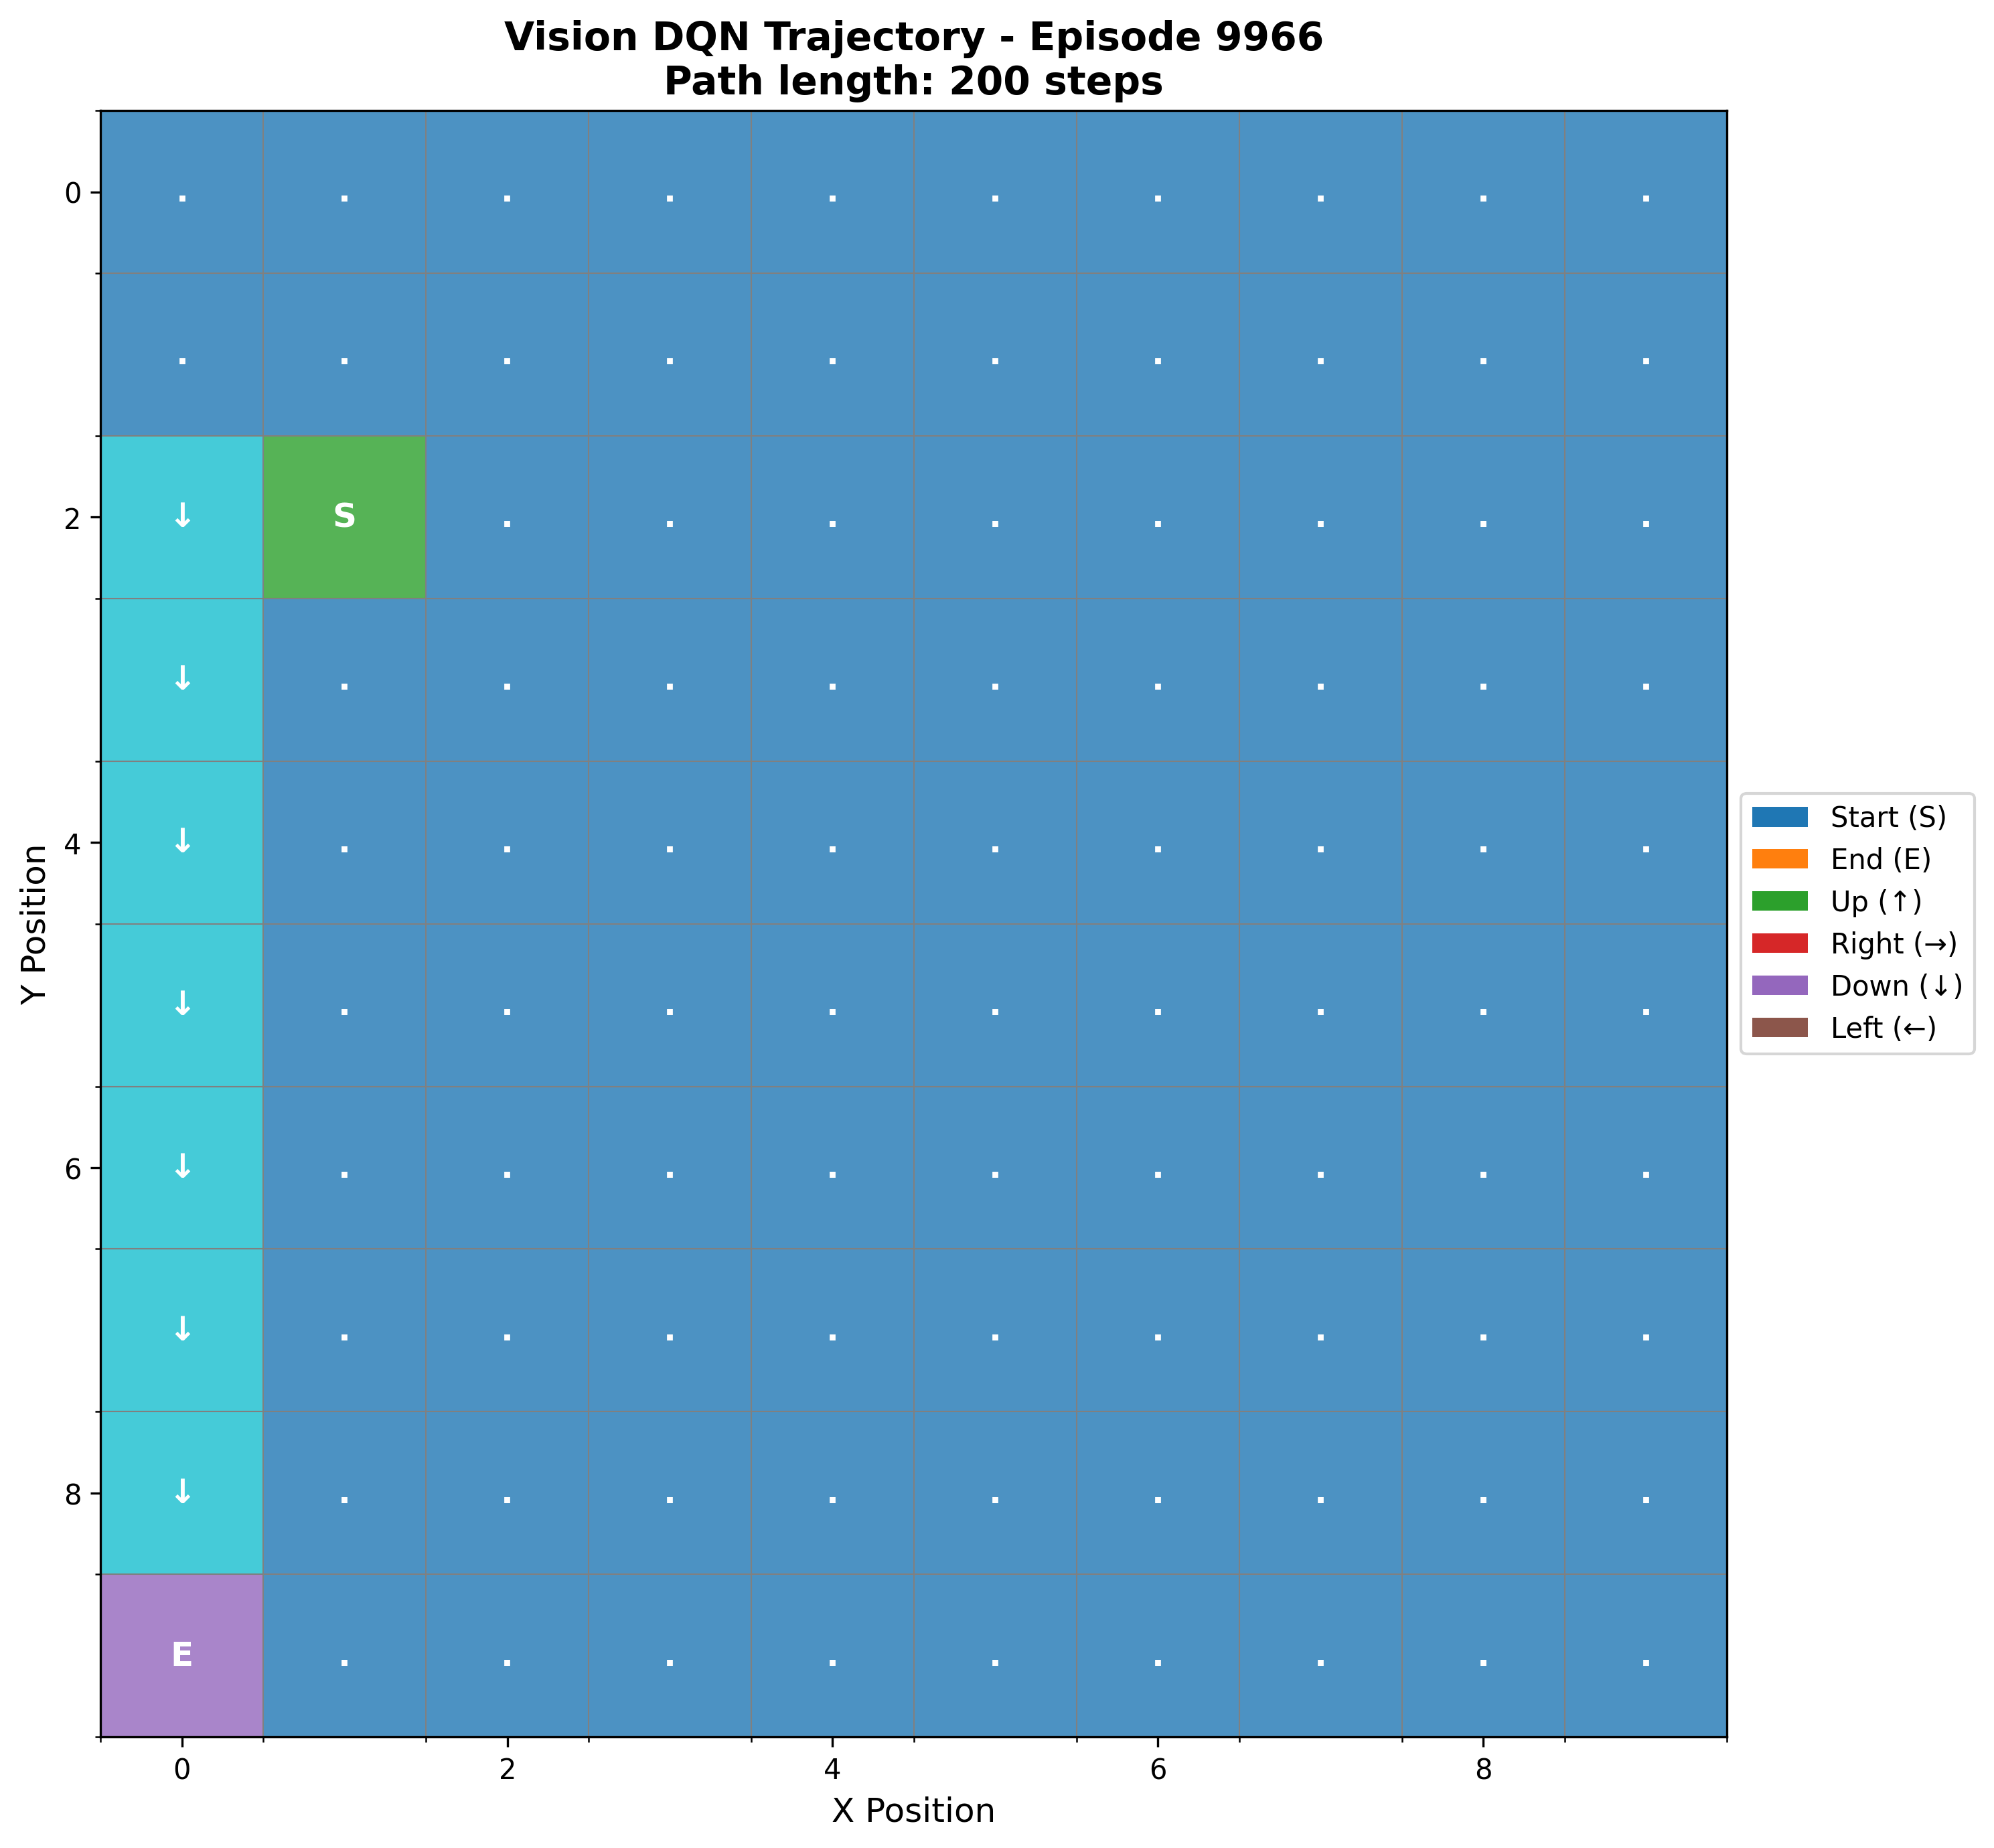 Vision DQN Trajectory - Episode 9966
Path length: 200 steps
0
. . . . . . . . . .
. . . . . . . . . .
2
↓ S . . . . . . . .
↓ . . . . . . . . .
4
↓ . . . . . . . . .
↓ . . . . . . . . .
6
↓ . . . . . . . . .
↓ . . . . . . . . .
8
↓ . . . . . . . . .
E . . . . . . . . .
0 2 4 6 8
X Position
Y Position
Start (S)
End (E)
Up (↑)
Right (→)
Down (↓)
Left (←)